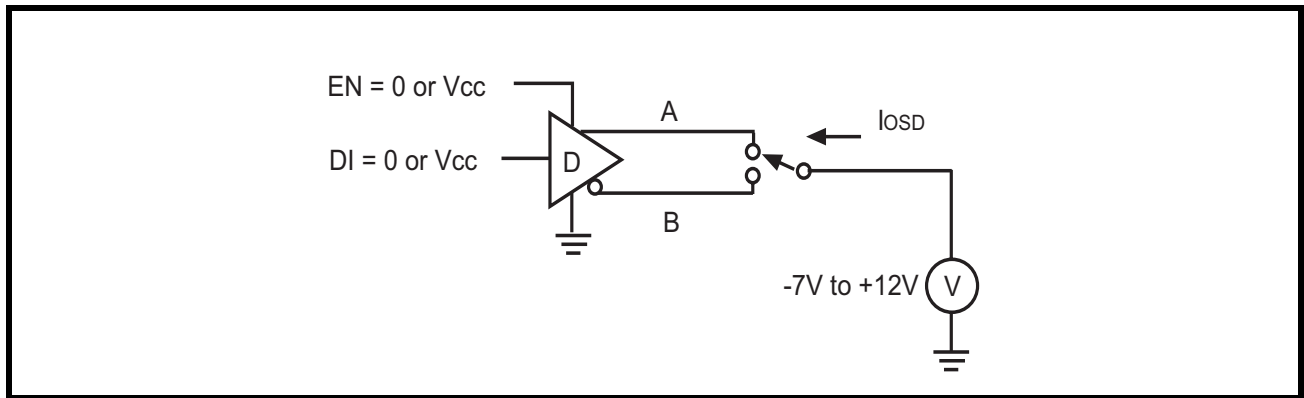 EN = 0 or Vcc
A
IOSD
DI = 0 or Vcc
D
B
-7V to +12V
V